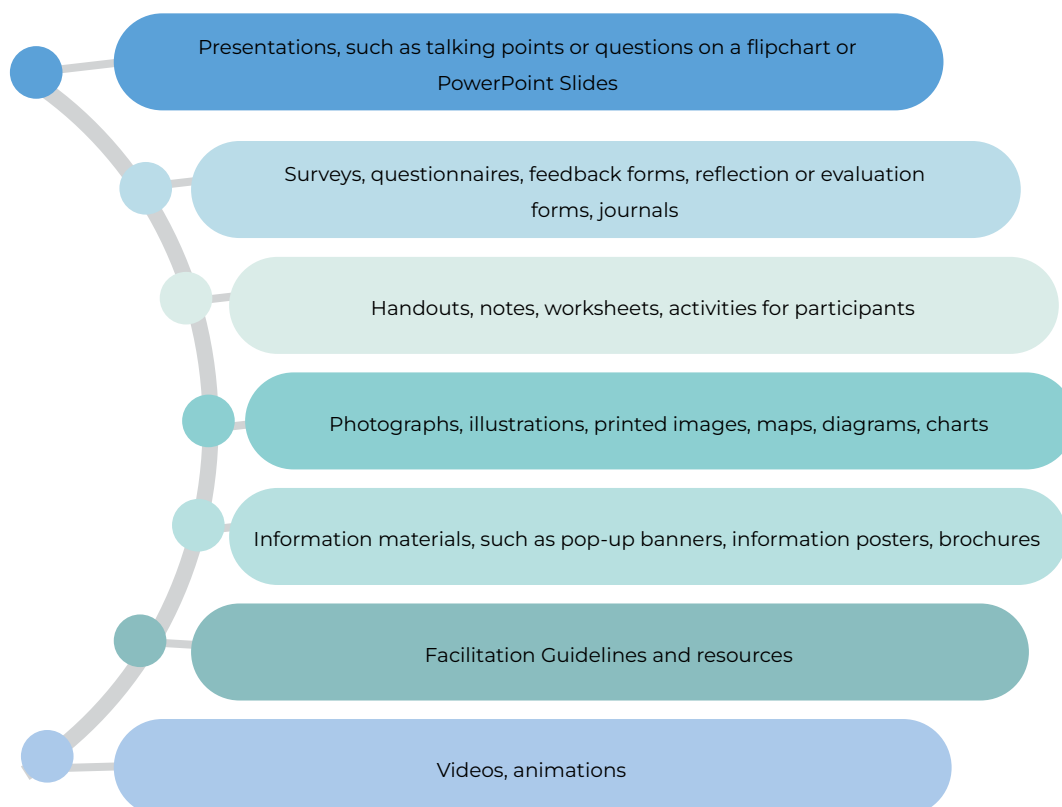 Presentations, such as talking points or questions on a flipchart or
PowerPoint Slides
Surveys, questionnaires, feedback forms, reflection or evaluation
forms, journals
Handouts, notes, worksheets, activities for participants
Photographs, illustrations, printed images, maps, diagrams, charts
Information materials, such as pop-up banners, information posters, brochures
Facilitation Guidelines and resources
Videos, animations